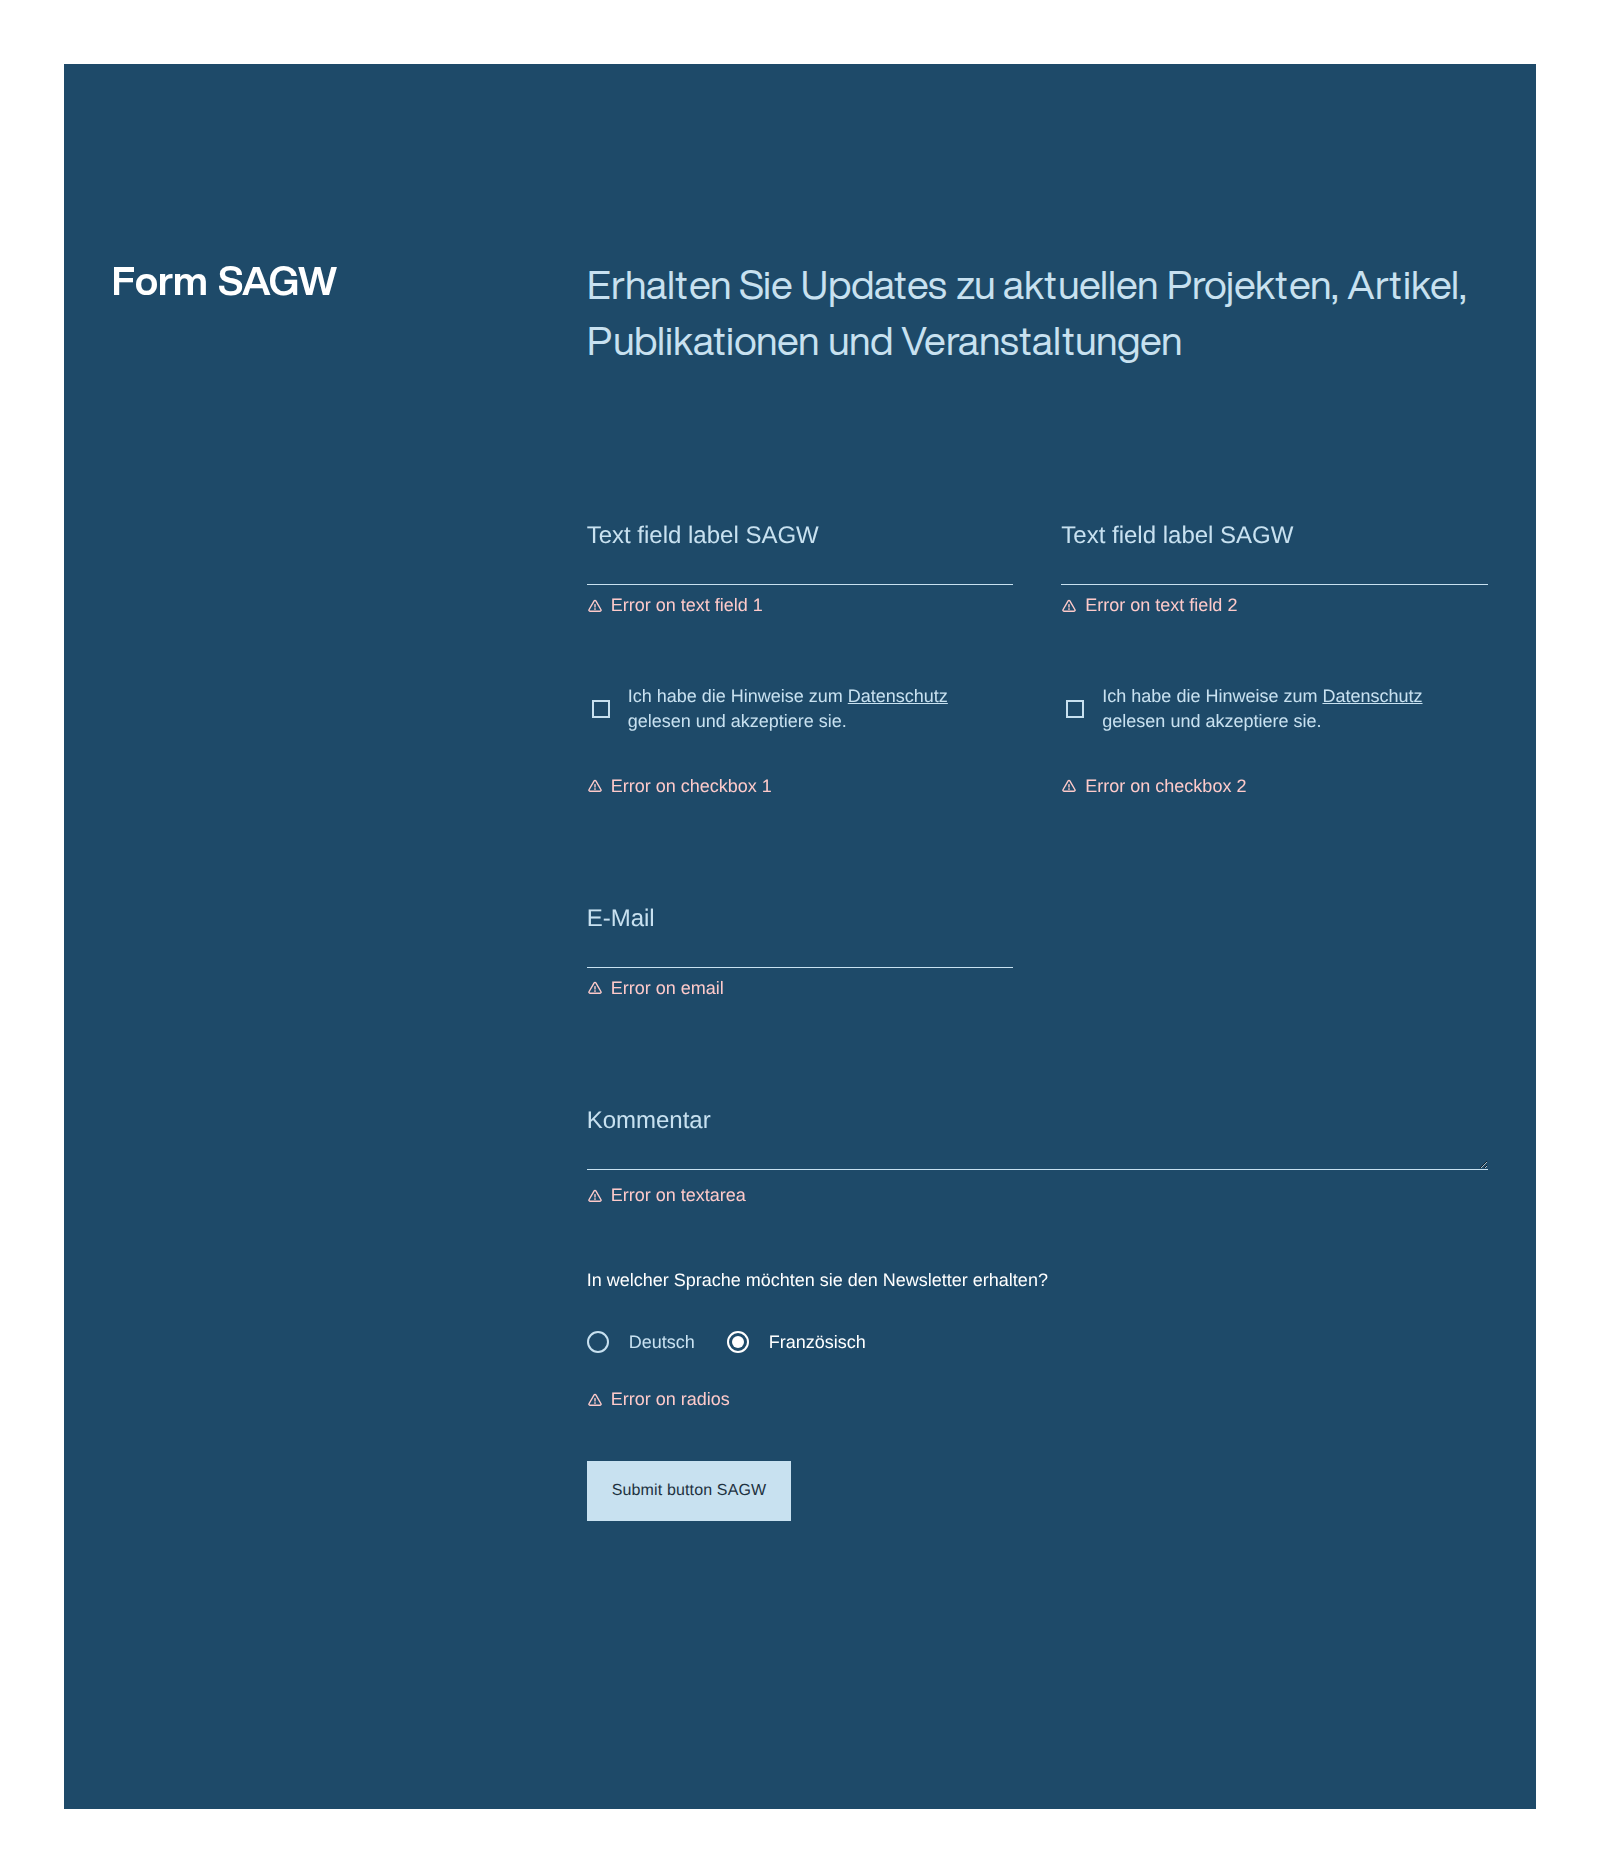 Form SAGW
Erhalten Sie Updates zu aktuellen Projekten, Artikel,
Publikationen und Veranstaltungen
Text field label SAGW
Text field label SAGW
Error on text field 1
Error on text field 2
Ich habe die Hinweise zum Datenschutz
gelesen und akzeptiere sie.
Ich habe die Hinweise zum Datenschutz
gelesen und akzeptiere sie.
Error on checkbox 1
Error on checkbox 2
E-Mail
Error on email
Kommentar
Error on textarea
In welcher Sprache möchten sie den Newsletter erhalten?
Deutsch
Französisch
Error on radios
Submit button SAGW